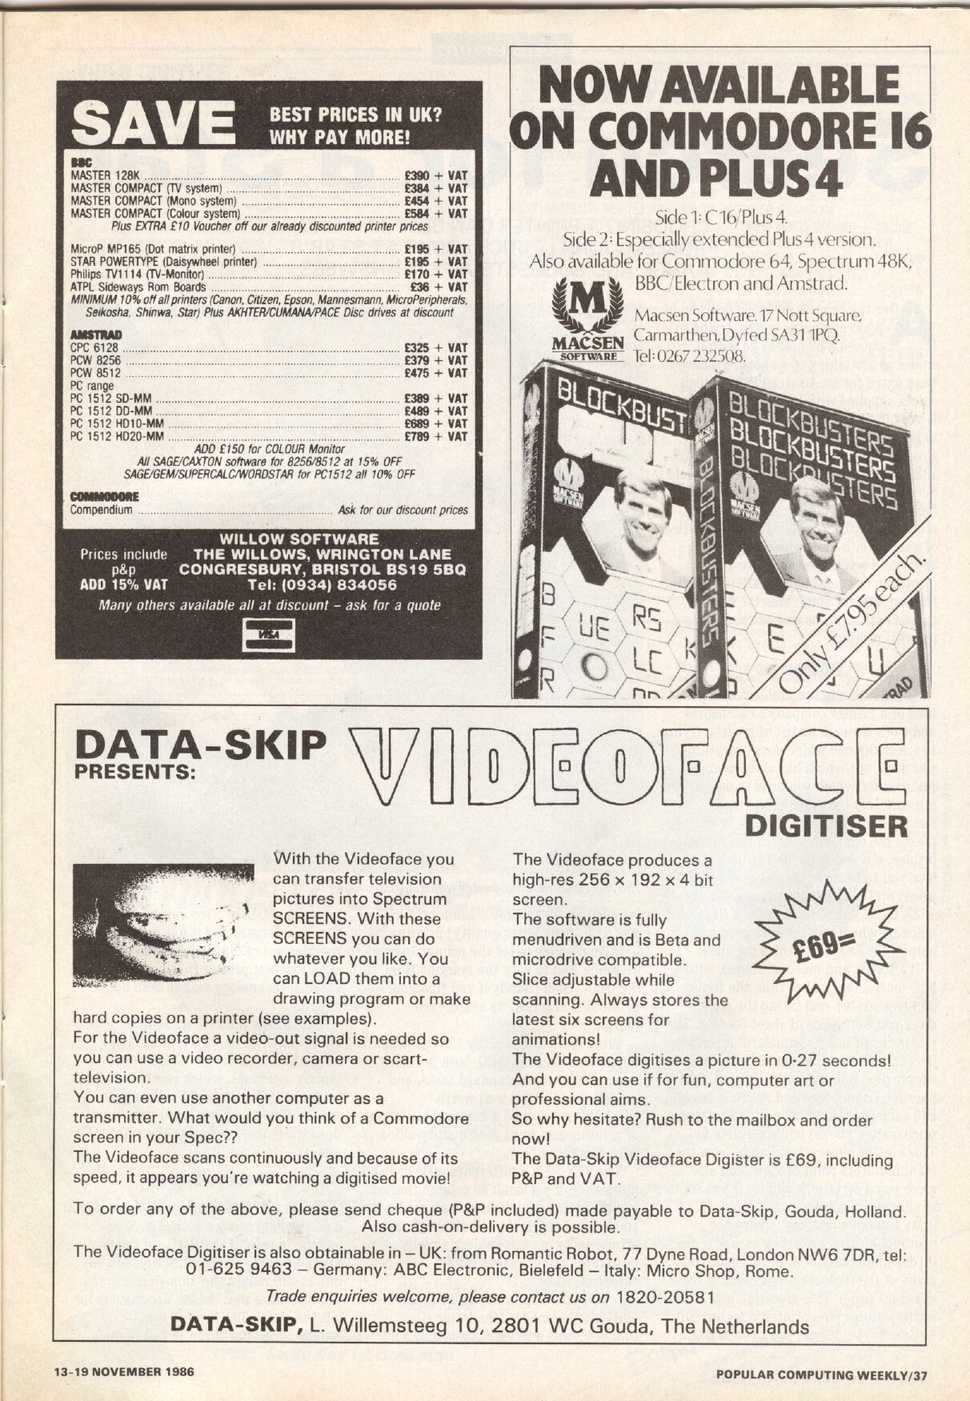 SAVE
BEST PRICES IN UK?
WHY PAY MORE!
BBC
MASTER 128K £390 + VAT
MASTER COMPACT (TV system) £384 + VAT
MASTER COMPACT (Mono system) £454 + VAT
MASTER COMPACT (Colour system) £584 + VAT
Plus EXTRA £10 Voucher off our already discounted printer prices
MicroP MP165 (Dot matrix printer) £195 + VAT
STAR POWERTYPE (Daisywheel printer) £195 + VAT
Philips TV1114 (TV-Monitor) £170 + VAT
ATPL Sideways Rom Boards £36 + VAT
MINIMUM 10% off all printers (Canon, Citizen, Epson, Mannesmann, MicroPeripherals,
Seikosha, Shinwa, Star) Plus AKHTER/CUMANA/PACE Disc drives at discount
AMSTRAD
CPC 6128 £325 + VAT
PCW 8256 £379 + VAT
PCW 8512 £475 + VAT
PC range
PC 1512 SD-MM £389 + VAT
PC 1512 DD-MM £489 + VAT
PC 1512 HD10-MM £689 + VAT
PC 1512 HD20-MM £789 + VAT
ADD £150 for COLOUR Monitor
All SAGE/CAXTON software for 8256/8512 at 15% OFF
SAGE/GEM/SUPERCALC/WORDSTAR for PC1512 all 10% OFF
COMMODORE
Compendium Ask for our discount prices
Prices include
p&p
ADD 15% VAT
WILLOW SOFTWARE
THE WILLOWS, WRINGTON LANE
CONGRESBURY, BRISTOL BS19 5BQ
Tel: (0934) 834056
Many others available all at discount – ask for a quote
VISA
NOW AVAILABLE
ON COMMODORE 16
AND PLUS 4
Side 1: C16/Plus 4.
Side 2: Especially extended Plus 4 version.
Also available for Commodore 64, Spectrum 48K,
BBC/Electron and Amstrad.
M
MACSEN
SOFTWARE
Macsen Software. 17 Nott Square,
Carmarthen, Dyfed SA31 1PQ.
Tel: 0267 232508.
BLOCKBUSTERS
BLOCKBUSTERS
BLOCKBUSTERS
BLOCKBUSTERS
MACSEN
SOFTWARE
MACSEN
SOFTWARE
BLOCKBUSTERS
B
F
R
UE
RS
LC
K
E
U
Only £7.95 each.
DATA-SKIP
PRESENTS:
VIDEOFACE
DIGITISER
With the Videoface you
can transfer television
pictures into Spectrum
SCREENS. With these
SCREENS you can do
whatever you like. You
can LOAD them into a
drawing program or make
hard copies on a printer (see examples).
For the Videoface a video-out signal is needed so
you can use a video recorder, camera or scart-
television.
You can even use another computer as a
transmitter. What would you think of a Commodore
screen in your Spec??
The Videoface scans continuously and because of its
speed, it appears you're watching a digitised movie!
The Videoface produces a
high-res 256 × 192 × 4 bit
screen.
The software is fully
menudriven and is Beta and
microdrive compatible.
Slice adjustable while
scanning. Always stores the
latest six screens for
animations!
The Videoface digitises a picture in 0·27 seconds!
And you can use if for fun, computer art or
professional aims.
So why hesitate? Rush to the mailbox and order
now!
The Data-Skip Videoface Digister is £69, including
P&P and VAT.
£69=
To order any of the above, please send cheque (P&P included) made payable to Data-Skip, Gouda, Holland.
Also cash-on-delivery is possible.
The Videoface Digitiser is also obtainable in – UK: from Romantic Robot, 77 Dyne Road, London NW6 7DR, tel:
01-625 9463 – Germany: ABC Electronic, Bielefeld – Italy: Micro Shop, Rome.
Trade enquiries welcome, please contact us on 1820-20581
DATA-SKIP, L. Willemsteeg 10, 2801 WC Gouda, The Netherlands
13-19 NOVEMBER 1986
POPULAR COMPUTING WEEKLY/37